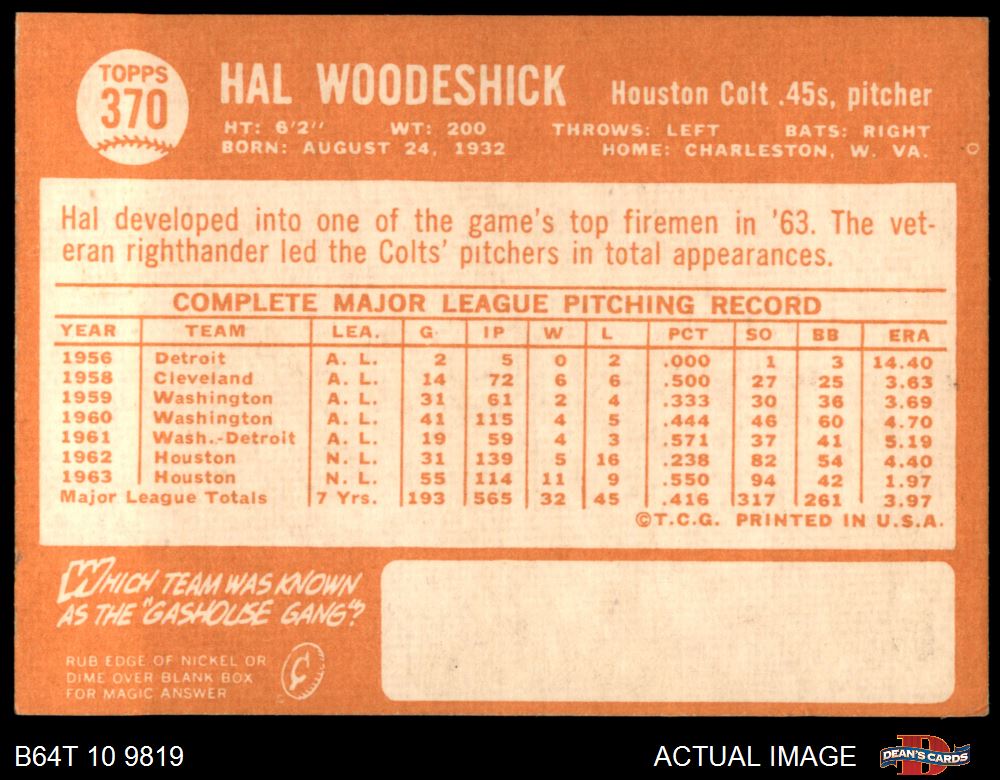 TOPPS
370
HAL WOODESHICK
Houston Colt .45s, pitcher
HT: 6'2" WT: 200 THROWS: LEFT BATS: RIGHT
BORN: AUGUST 24, 1932 HOME: CHARLESTON, W. VA.
Hal developed into one of the game's top firemen in '63. The vet-
eran righthander led the Colts' pitchers in total appearances.
COMPLETE MAJOR LEAGUE PITCHING RECORD
YEAR TEAM LEA. G IP W L PCT SO BB ERA
1956 Detroit A. L. 2 5 0 2 .000 1 3 14.40
1958 Cleveland A. L. 14 72 6 6 .500 27 25 3.63
1959 Washington A. L. 31 61 2 4 .333 30 36 3.69
1960 Washington A. L. 41 115 4 5 .444 46 60 4.70
1961 Wash.-Detroit A. L. 19 59 4 3 .571 37 41 5.19
1962 Houston N. L. 31 139 5 16 .238 82 54 4.40
1963 Houston N. L. 55 114 11 9 .550 94 42 1.97
Major League Totals 7 Yrs. 193 565 32 45 .416 317 261 3.97
©T.C.G. PRINTED IN U.S.A.
WHICH TEAM WAS KNOWN
AS THE "GASHOUSE GANG"?
RUB EDGE OF NICKEL OR
DIME OVER BLANK BOX
FOR MAGIC ANSWER
¢
B64T 10 9819
ACTUAL IMAGE
D
DEAN'S CARDS